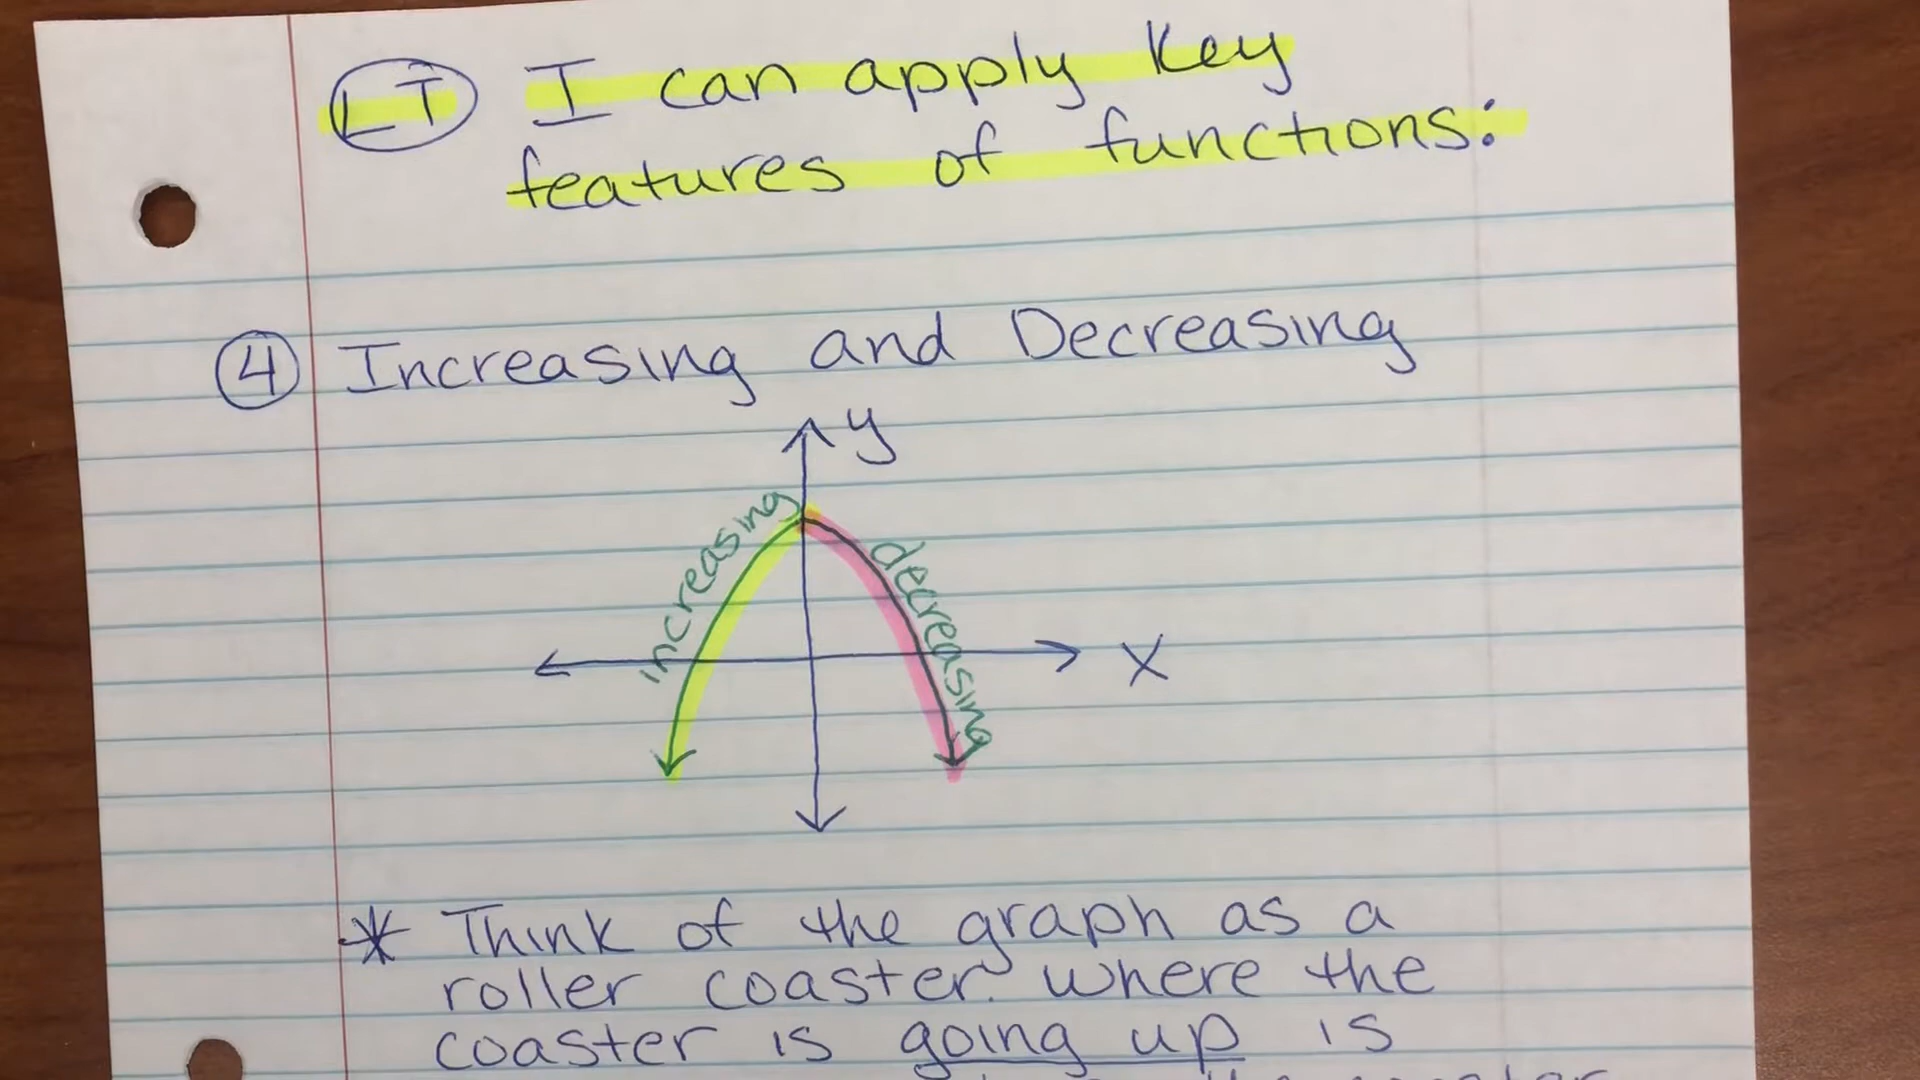 LT I can apply key
features of functions:
4 Increasing and Decreasing
y
increasing
decreasing
x
* Think of the graph as a
roller coaster. Where the
coaster is going up is